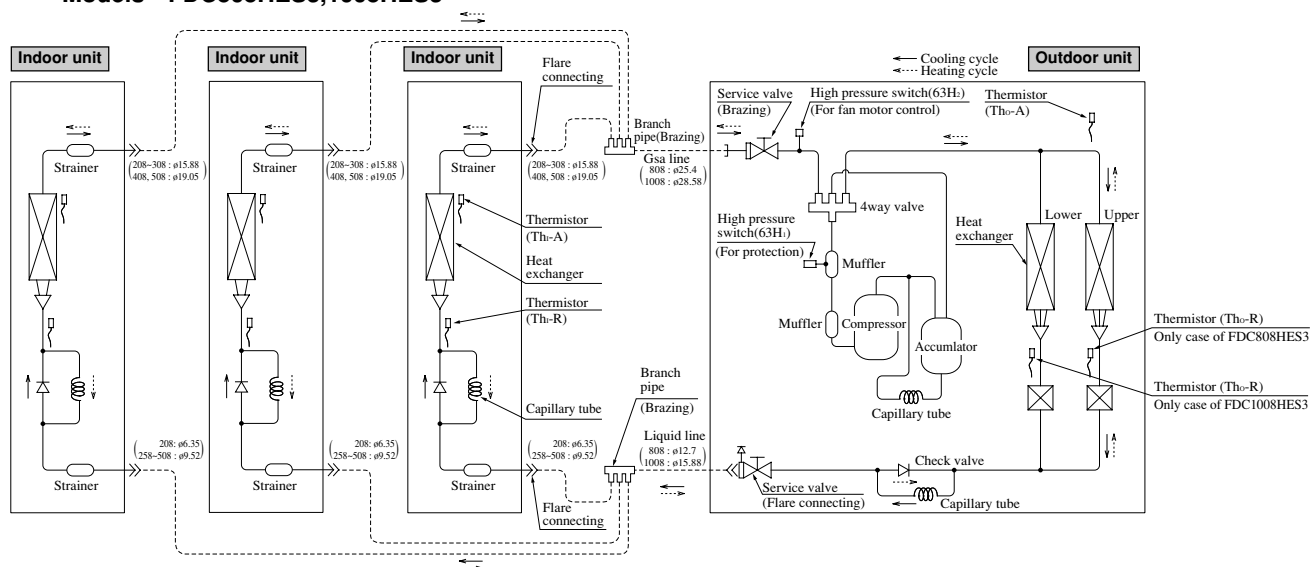 Indoor unit
Indoor unit
Indoor unit
Flare
connecting
Cooling cycle
Heating cycle
Outdoor unit
Service valve
(Brazing)
High pressure switch(63H₂)
(For fan motor control)
Thermistor
(Tho-A)
Strainer
(208~308 : ø15.88
408, 508 : ø19.05)
Strainer
(208~308 : ø15.88
408, 508 : ø19.05)
Strainer
(208~308 : ø15.88
408, 508 : ø19.05)
Branch
pipe(Brazing)
Gsa line
(808 : ø25.4
1008 : ø28.58)
4way valve
Lower
Upper
Heat
exchanger
High pressure
switch(63H₁)
(For protection)
Muffler
Muffler
Compressor
Accumlator
Capillary tube
Thermistor
(ThI-A)
Heat
exchanger
Thermistor
(ThI-R)
Capillary tube
Thermistor (Tho-R)
Only case of FDC808HES3
Thermistor (Tho-R)
Only case of FDC1008HES3
Branch
pipe
(Brazing)
Liquid line
(808 : ø12.7
1008 : ø15.88)
Strainer
(208: ø6.35
258~508 : ø9.52)
Strainer
(208: ø6.35
258~508 : ø9.52)
Strainer
(208: ø6.35
258~508 : ø9.52)
Flare
connecting
Service valve
(Flare connecting)
Check valve
Capillary tube